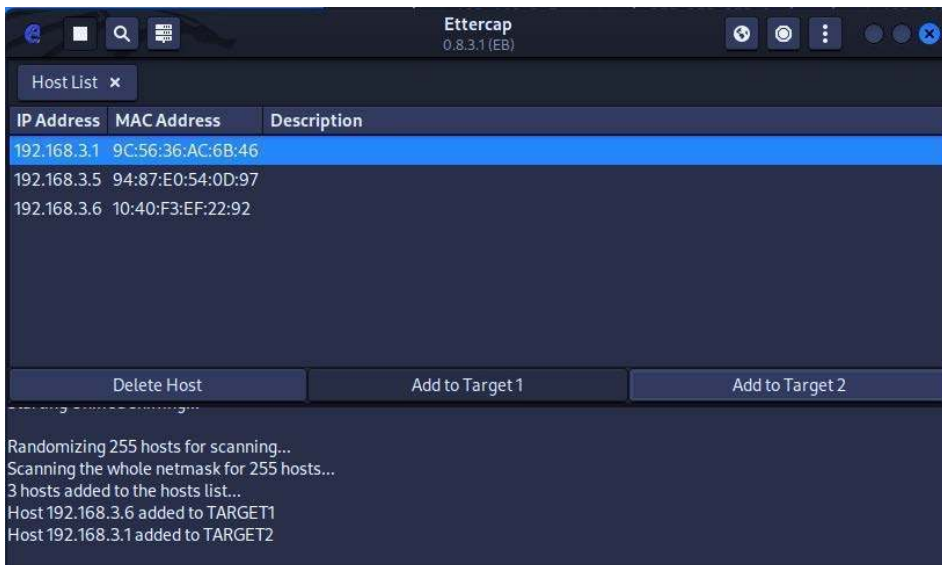 Ettercap
0.8.3.1 (EB)
Host List ×
IP Address MAC Address Description
192.168.3.1 9C:56:36:AC:6B:46
192.168.3.5 94:87:E0:54:0D:97
192.168.3.6 10:40:F3:EF:22:92
Delete Host Add to Target 1 Add to Target 2
Randomizing 255 hosts for scanning...
Scanning the whole netmask for 255 hosts...
3 hosts added to the hosts list...
Host 192.168.3.6 added to TARGET1
Host 192.168.3.1 added to TARGET2